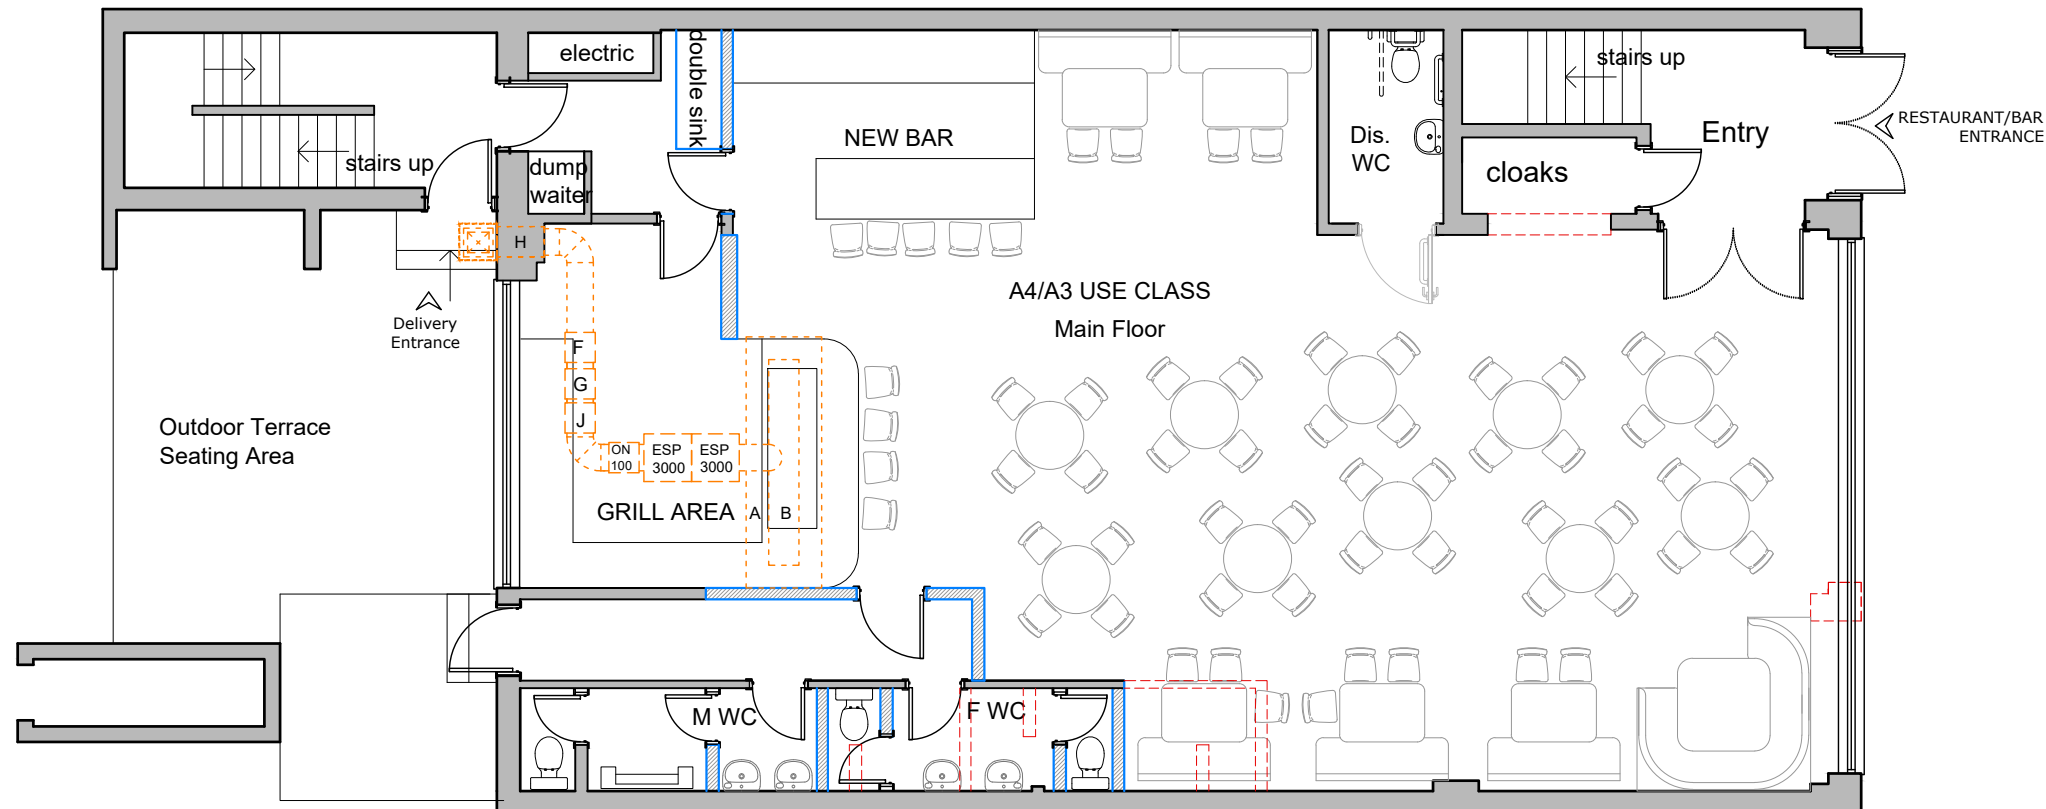 electric
double sink
stairs up
NEW BAR
Dis.
WC
Entry
RESTAURANT/BAR
ENTRANCE
stairs up
dump
waiter
cloaks
H
A4/A3 USE CLASS
Main Floor
Delivery
Entrance
F
G
J
Outdoor Terrace
Seating Area
ON
100
ESP
3000
ESP
3000
GRILL AREA
A
B
M WC
F WC